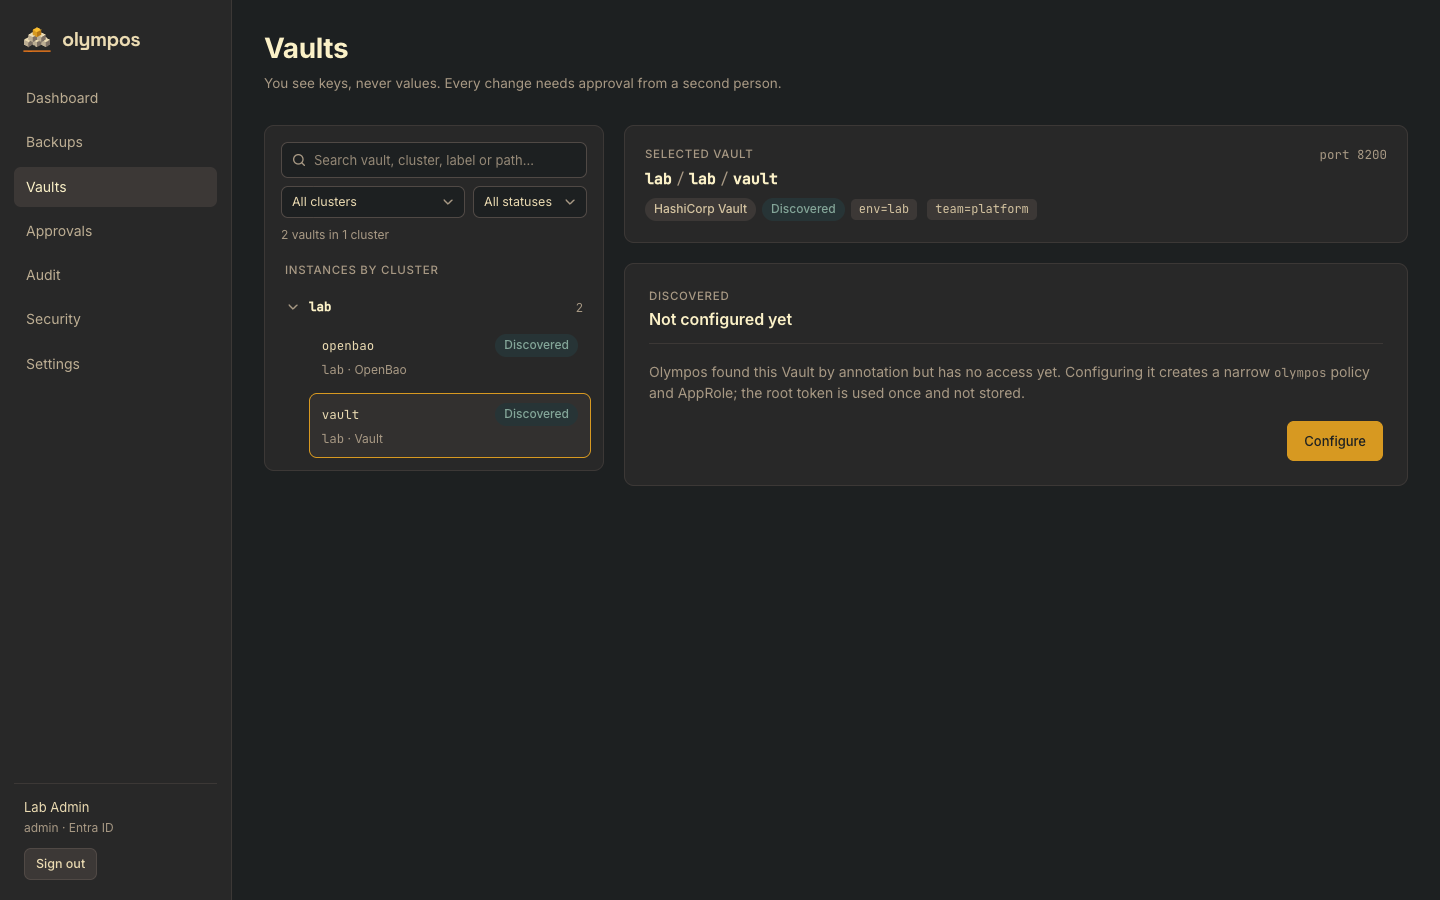 olympos
Dashboard
Backups
Vaults
Approvals
Audit
Security
Settings
Lab Admin
admin · Entra ID
Sign out
Vaults
You see keys, never values. Every change needs approval from a second person.
Search vault, cluster, label or path...
All clusters
All statuses
2 vaults in 1 cluster
INSTANCES BY CLUSTER
lab 2
openbao Discovered
lab · OpenBao
vault Discovered
lab · Vault
SELECTED VAULT port 8200
lab / lab / vault
HashiCorp Vault Discovered env=lab team=platform
DISCOVERED
Not configured yet
Olympos found this Vault by annotation but has no access yet. Configuring it creates a narrow olympos policy
and AppRole; the root token is used once and not stored.
Configure